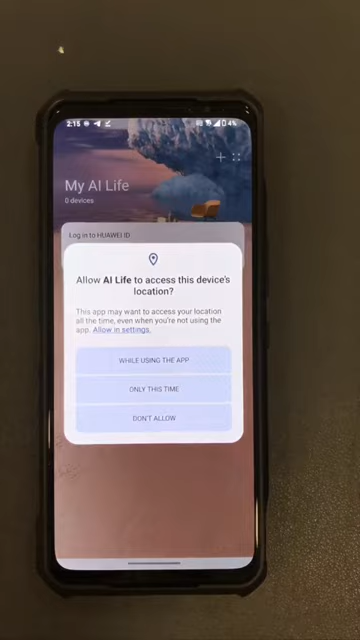 2:15
4%
My AI Life
0 devices
Log in to HUAWEI ID
Allow AI Life to access this device's
location?
This app may want to access your location
all the time, even when you're not using the
app. Allow in settings.
WHILE USING THE APP
ONLY THIS TIME
DON'T ALLOW